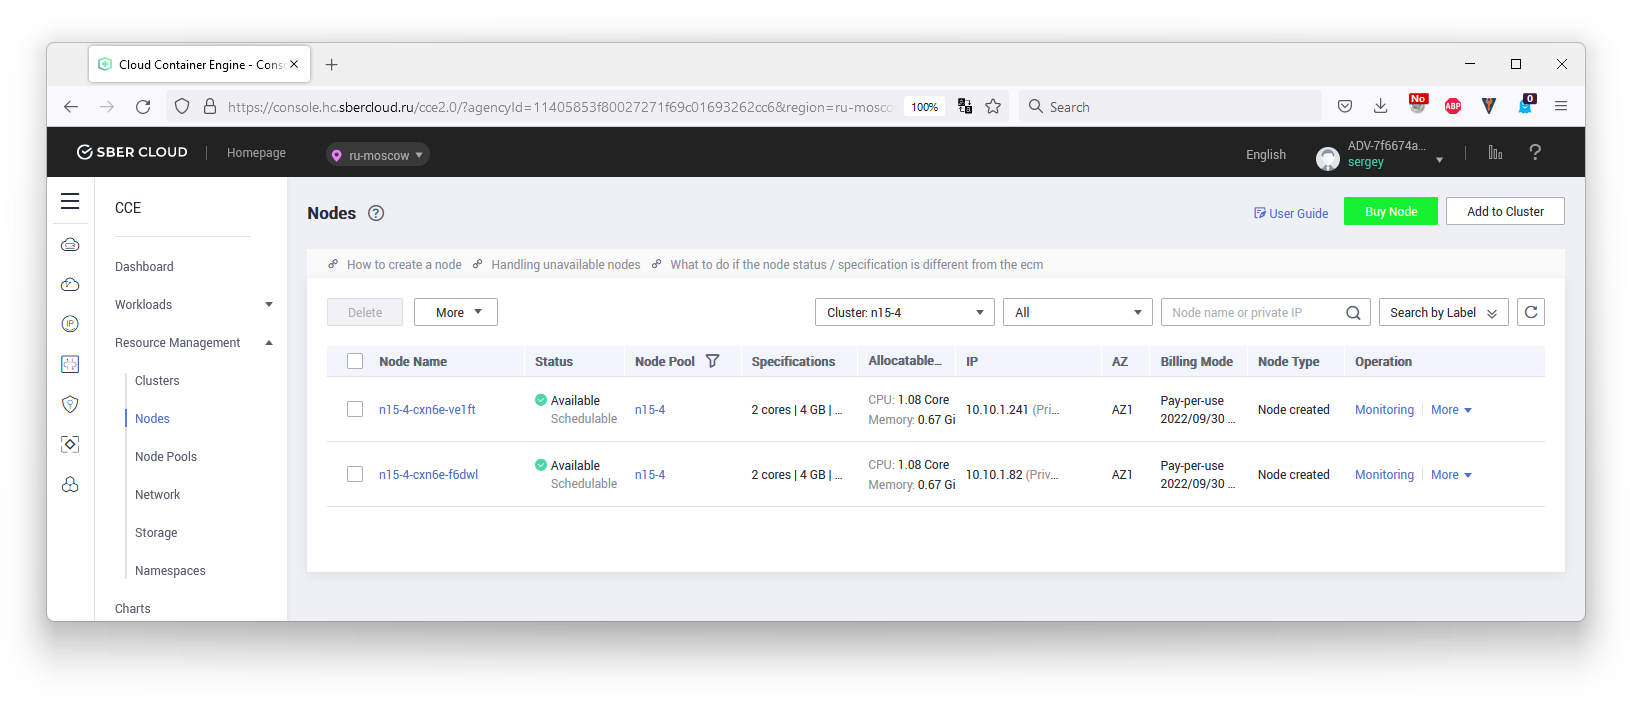 Cloud Container Engine - Cons
https://console.hc.sbercloud.ru/cce2.0/?agencyId=11405853f80027271f69c01693262cc6&region=ru-mosco
100%
Search
No
ABP
0
SBER CLOUD
Homepage
ru-moscow
English
ADV-7f6674a...
sergey
?
CCE
Dashboard
Workloads
Resource Management
Clusters
Nodes
Node Pools
Network
Storage
Namespaces
Charts
IP
Nodes ?
User Guide
Buy Node
Add to Cluster
How to create a node
Handling unavailable nodes
What to do if the node status / specification is different from the ecm
Delete
More
Cluster: n15-4
All
Node name or private IP
Search by Label
Node Name Status Node Pool Specifications Allocatable... IP AZ Billing Mode Node Type Operation
n15-4-cxn6e-ve1ft
Available
Schedulable
n15-4
2 cores | 4 GB | ...
CPU: 1.08 Core
Memory: 0.67 Gi
10.10.1.241 (Pri...
AZ1
Pay-per-use
2022/09/30 ...
Node created
Monitoring
More
n15-4-cxn6e-f6dwl
Available
Schedulable
n15-4
2 cores | 4 GB | ...
CPU: 1.08 Core
Memory: 0.67 Gi
10.10.1.82 (Priv...
AZ1
Pay-per-use
2022/09/30 ...
Node created
Monitoring
More